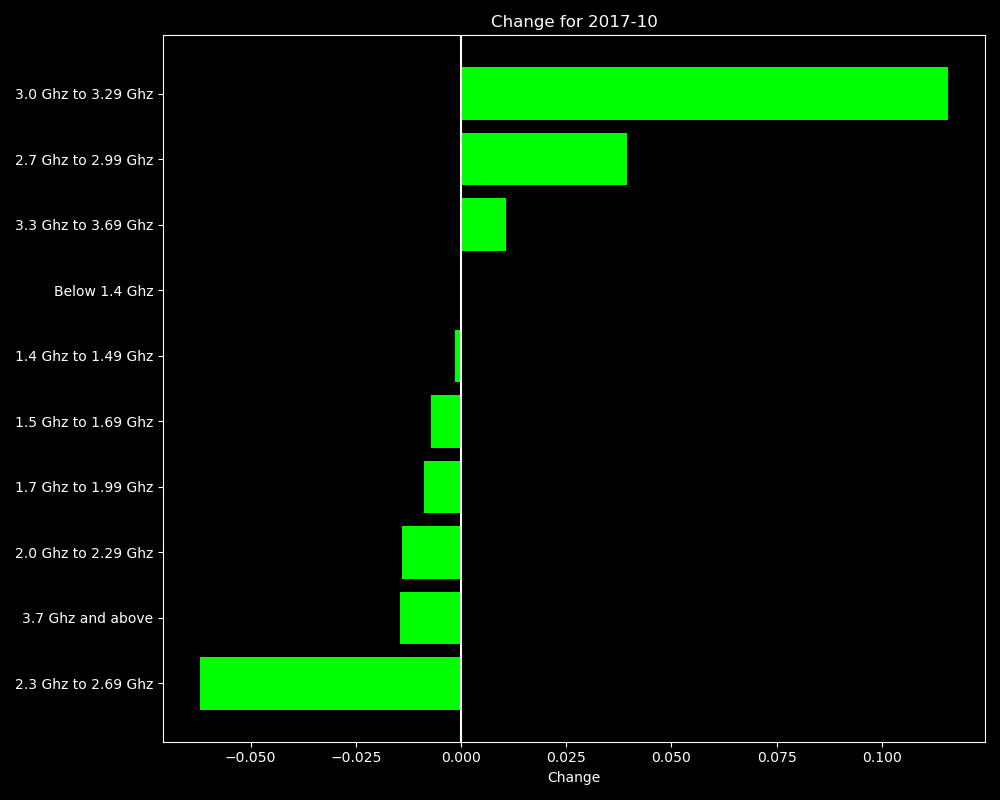 Change for 2017-10
3.0 Ghz to 3.29 Ghz
2.7 Ghz to 2.99 Ghz
3.3 Ghz to 3.69 Ghz
Below 1.4 Ghz
1.4 Ghz to 1.49 Ghz
1.5 Ghz to 1.69 Ghz
1.7 Ghz to 1.99 Ghz
2.0 Ghz to 2.29 Ghz
3.7 Ghz and above
2.3 Ghz to 2.69 Ghz
−0.050 −0.025 0.000 0.025 0.050 0.075 0.100
Change